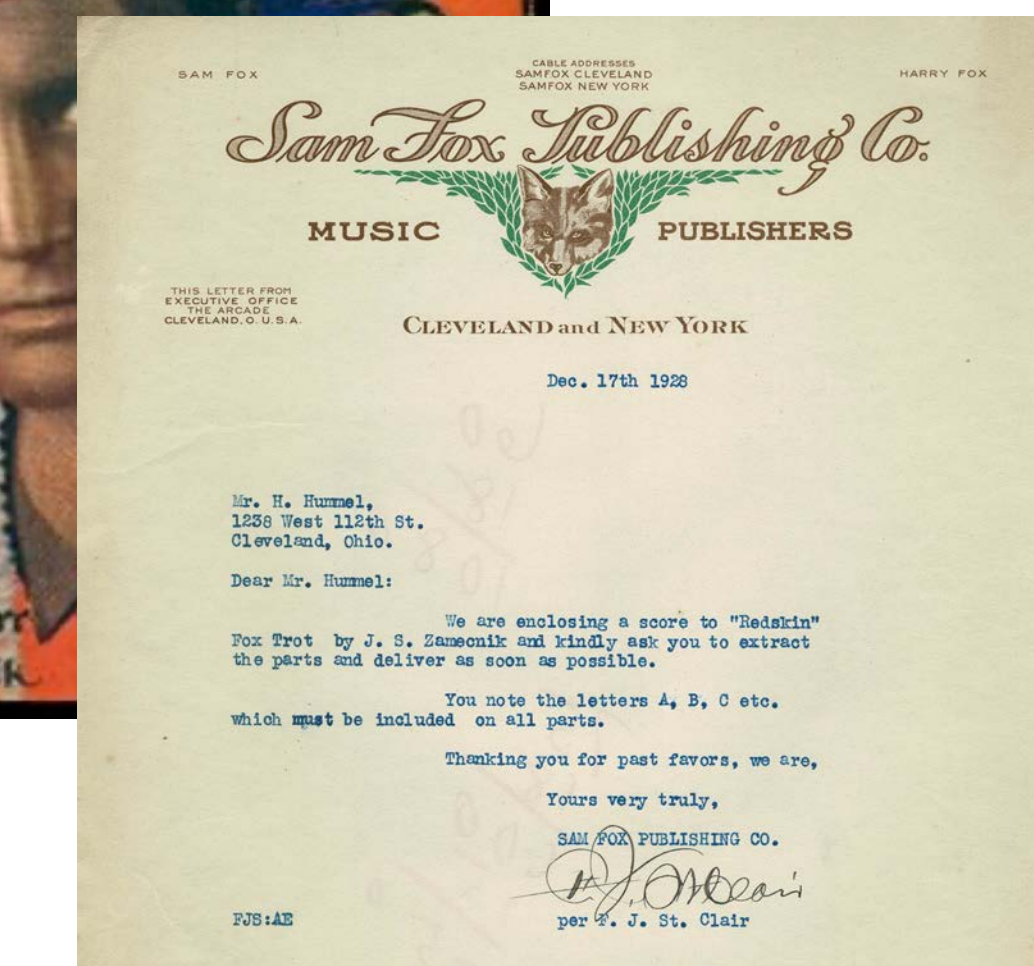 SAM FOX
CABLE ADDRESSES
SAMFOX CLEVELAND
SAMFOX NEW YORK
HARRY FOX
Sam Fox Publishing Co.
MUSIC PUBLISHERS
THIS LETTER FROM
EXECUTIVE OFFICE
THE ARCADE
CLEVELAND, O. U.S.A.
CLEVELAND and NEW YORK
Dec. 17th 1928
Mr. H. Hummel,
1238 West 112th St.
Cleveland, Ohio.
Dear Mr. Hummel:
We are enclosing a score to "Redskin"
Fox Trot by J. S. Zamecnik and kindly ask you to extract
the parts and deliver as soon as possible.
You note the letters A, B, C etc.
which must be included on all parts.
Thanking you for past favors, we are,
Yours very truly,
SAM FOX PUBLISHING CO.
F. J. St Clair
FJS:AE
per F. J. St. Clair